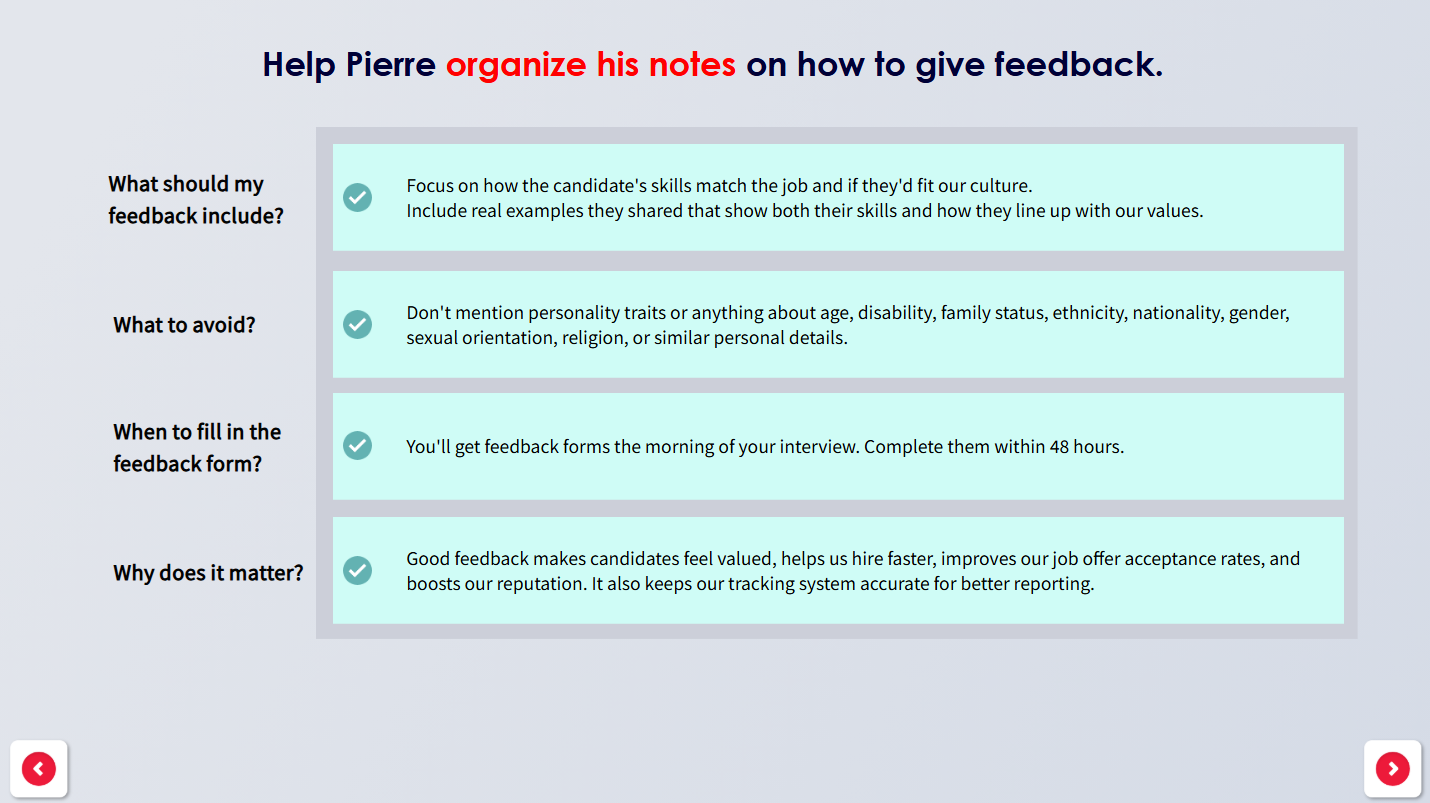 Help Pierre organize his notes on how to give feedback.
What should my
feedback include?
Focus on how the candidate's skills match the job and if they'd fit our culture.
Include real examples they shared that show both their skills and how they line up with our values.
What to avoid?
Don't mention personality traits or anything about age, disability, family status, ethnicity, nationality, gender,
sexual orientation, religion, or similar personal details.
When to fill in the
feedback form?
You'll get feedback forms the morning of your interview. Complete them within 48 hours.
Why does it matter?
Good feedback makes candidates feel valued, helps us hire faster, improves our job offer acceptance rates, and
boosts our reputation. It also keeps our tracking system accurate for better reporting.